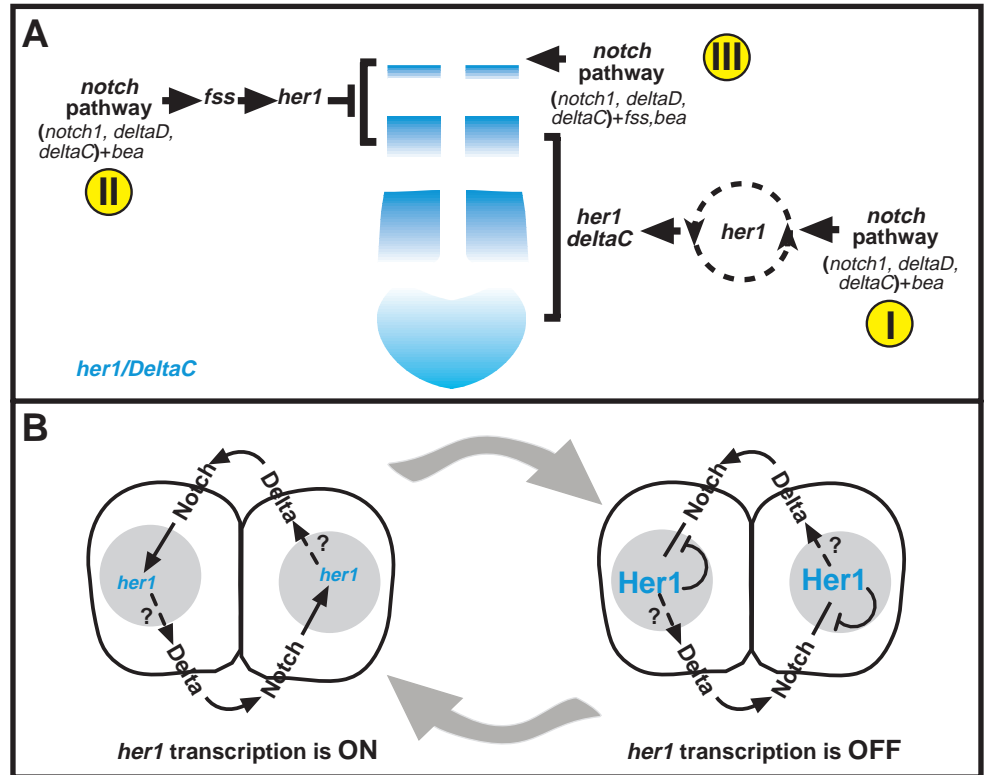 A
notch
pathway
(notch1, deltaD,
deltaC)+bea
II
fss
her1
notch
pathway
(notch1, deltaD,
deltaC)+fss,bea
III
her1
deltaC
her1
notch
pathway
(notch1, deltaD,
deltaC)+bea
I
her1/DeltaC
B
Notch
Delta
her1
?
?
her1
Delta
Notch
her1 transcription is ON
Notch
Delta
Her1
?
?
Her1
Delta
Notch
her1 transcription is OFF